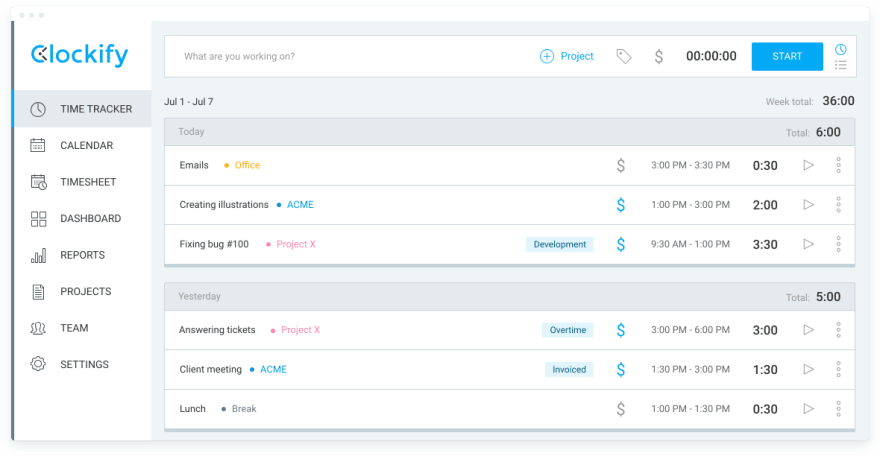 Clockify
What are you working on?
Project
$
00:00:00
START
TIME TRACKER
CALENDAR
TIMESHEET
DASHBOARD
REPORTS
PROJECTS
TEAM
SETTINGS
Jul 1 - Jul 7 Week total: 36:00
Today Total: 6:00
Emails • Office $ 3:00 PM - 3:30 PM 0:30
Creating illustrations • ACME $ 1:00 PM - 3:00 PM 2:00
Fixing bug #100 • Project X Development $ 9:30 AM - 1:00 PM 3:30
Yesterday Total: 5:00
Answering tickets • Project X Overtime $ 3:00 PM - 6:00 PM 3:00
Client meeting • ACME Invoiced $ 1:30 PM - 3:00 PM 1:30
Lunch • Break $ 1:00 PM - 1:30 PM 0:30